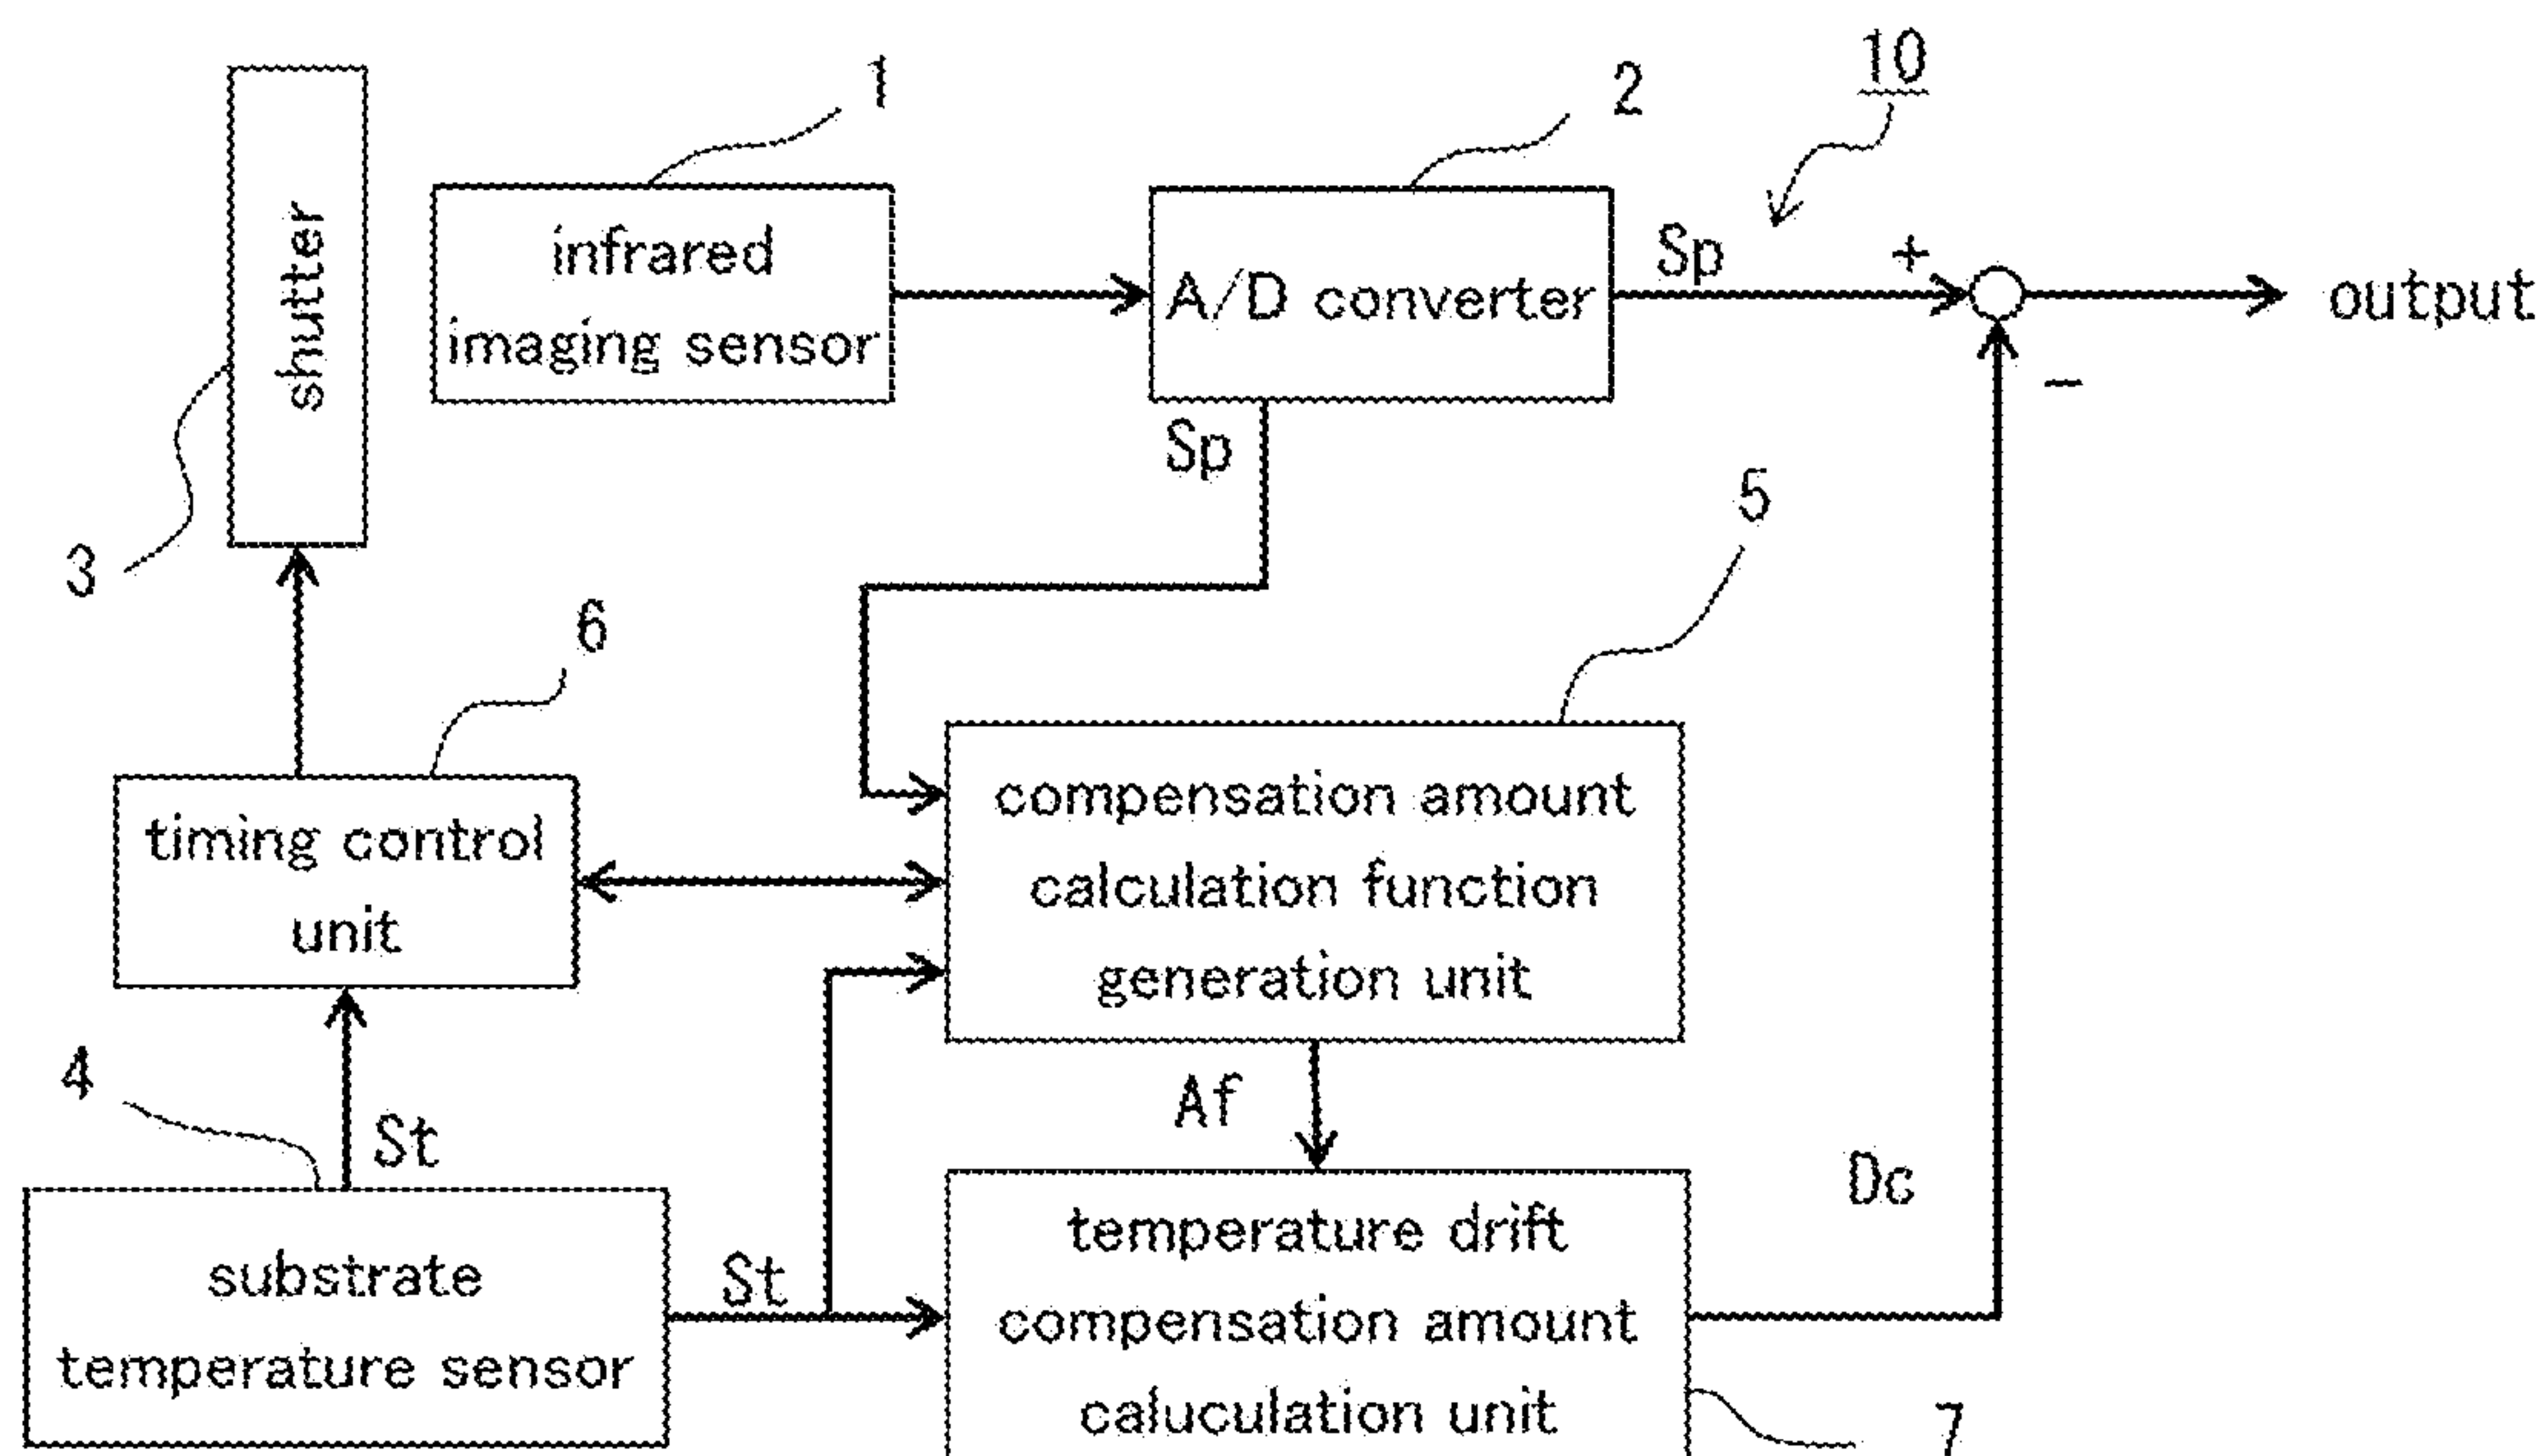 1
2
10
shutter
infrared
imaging sensor
A/D converter
Sp
+
output
-
Sp
3
5
6
timing control
unit
compensation amount
calculation function
generation unit
4
St
Af
Dc
substrate
temperature sensor
St
temperature drift
compensation amount
caluculation unit
7